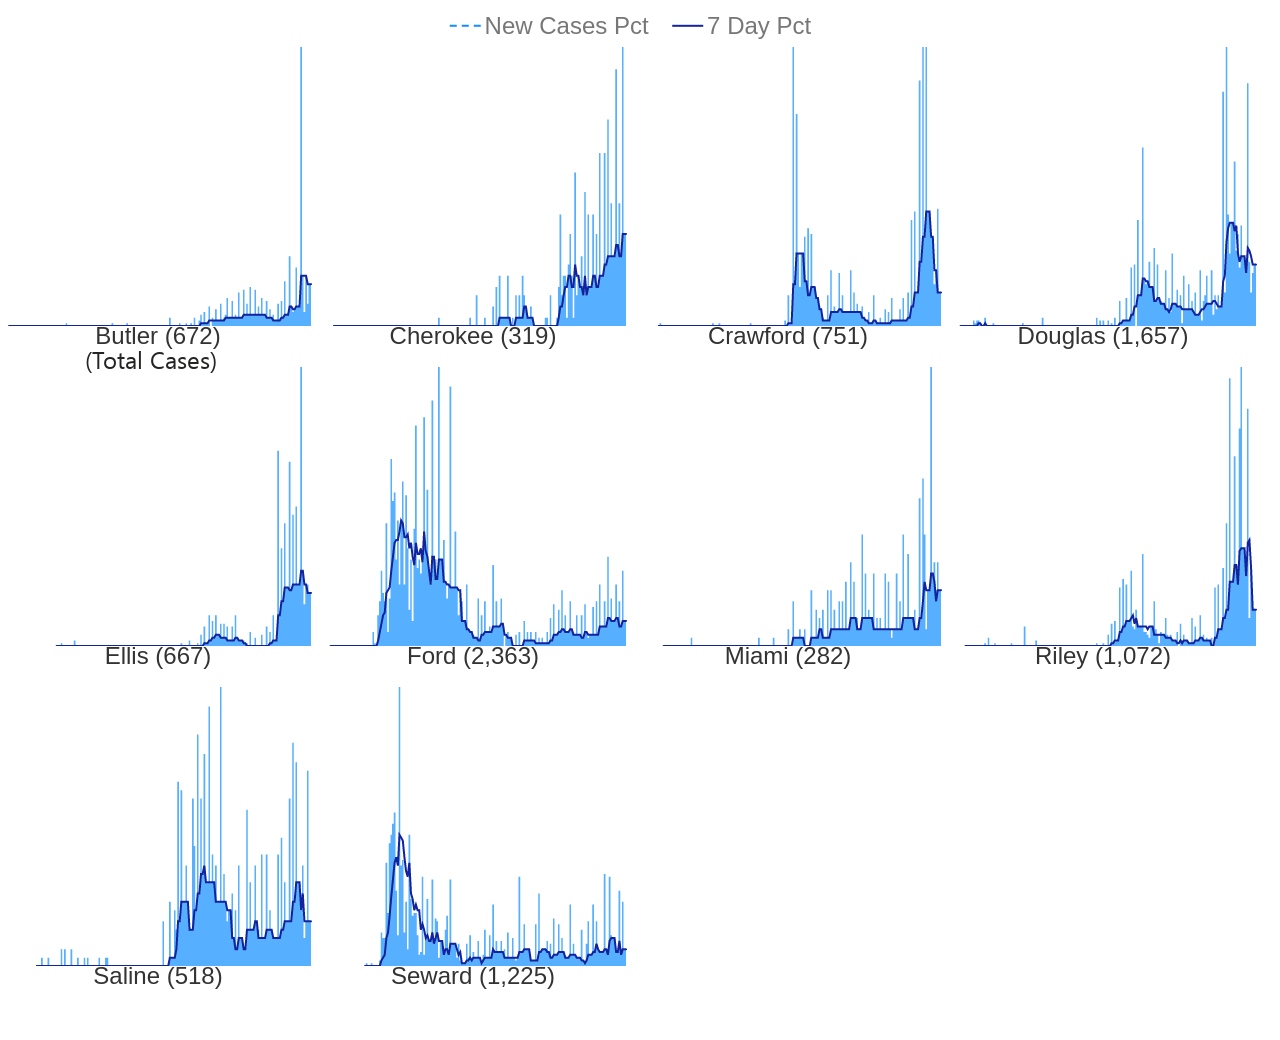 New Cases Pct 7 Day Pct
Butler (672) Cherokee (319) Crawford (751) Douglas (1,657)
(Total Cases)
Ellis (667) Ford (2,363) Miami (282) Riley (1,072)
Saline (518) Seward (1,225)